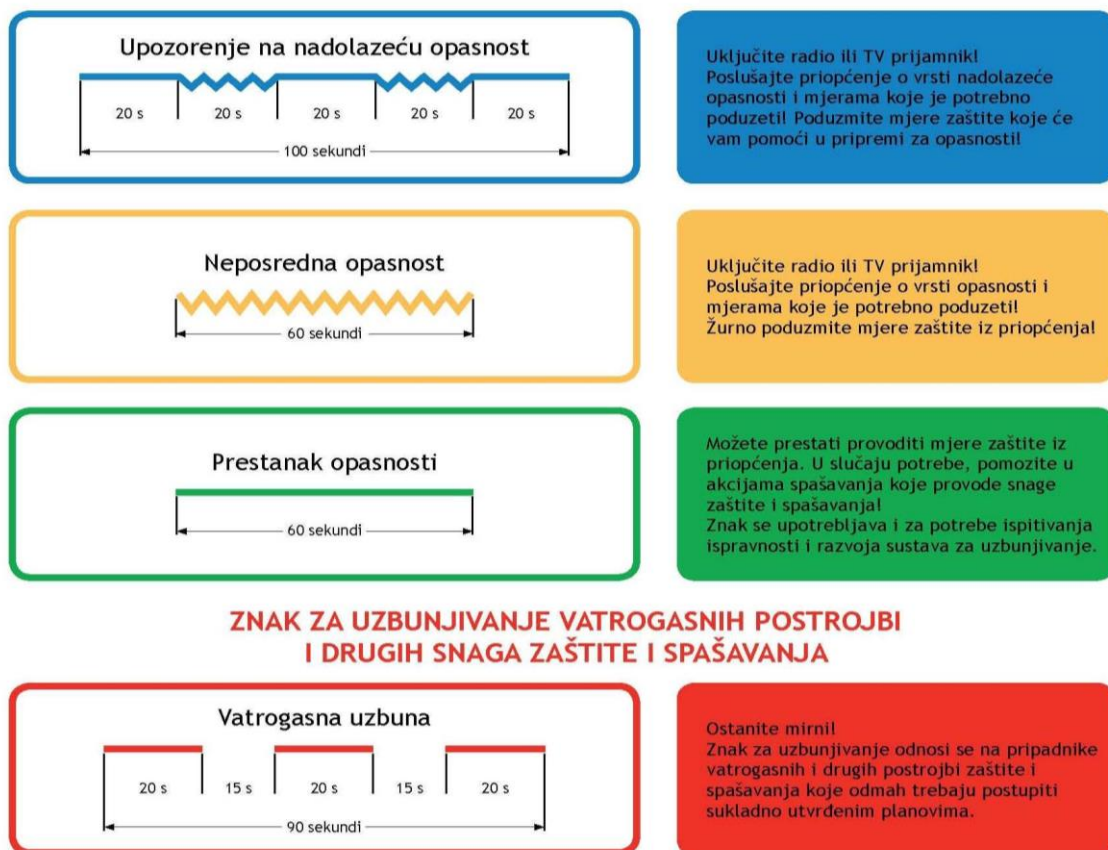 Upozorenje na nadolazeću opasnost
20 s 20 s 20 s 20 s 20 s
100 sekundi
Uključite radio ili TV prijamnik!
Poslušajte priopćenje o vrsti nadolazeće
opasnosti i mjerama koje je potrebno
poduzeti! Poduzmite mjere zaštite koje će
vam pomoći u pripremi za opasnosti!
Neposredna opasnost
60 sekundi
Uključite radio ili TV prijamnik!
Poslušajte priopćenje o vrsti opasnosti i
mjerama koje je potrebno poduzeti!
Žurno poduzmite mjere zaštite iz priopćenja!
Prestanak opasnosti
60 sekundi
Možete prestati provoditi mjere zaštite iz
priopćenja. U slučaju potrebe, pomozite u
akcijama spašavanja koje provode snage
zaštite i spašavanja!
Znak se upotrebljava i za potrebe ispitivanja
ispravnosti i razvoja sustava za uzbunjivanje.
ZNAK ZA UZBUNJIVANJE VATROGASNIH POSTROJBI
I DRUGIH SNAGA ZAŠTITE I SPAŠAVANJA
Vatrogasna uzbuna
20 s 15 s 20 s 15 s 20 s
90 sekundi
Ostanite mirni!
Znak za uzbunjivanje odnosi se na pripadnike
vatrogasnih i drugih postrojbi zaštite i
spašavanja koje odmah trebaju postupiti
sukladno utvrđenim planovima.